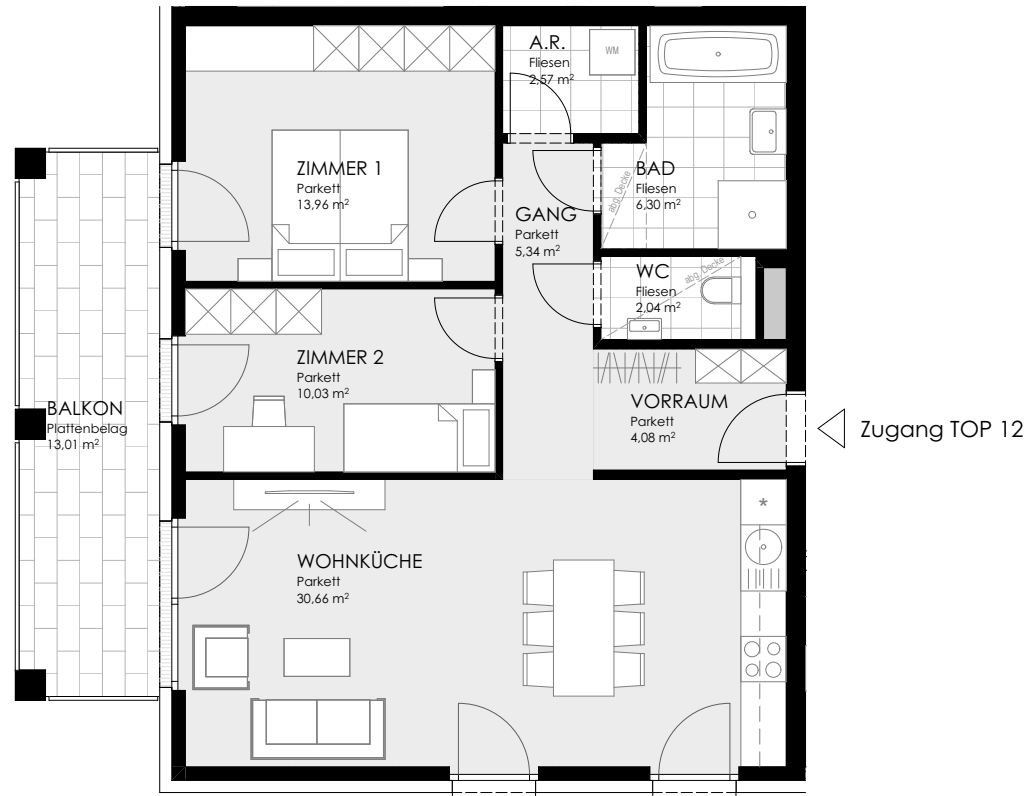 A.R.
Fliesen
2,57 m²
WM
ZIMMER 1
Parkett
13,96 m²
BAD
Fliesen
6,30 m²
abg. Decke
GANG
Parkett
5,34 m²
WC
Fliesen
2,04 m²
abg. Decke
ZIMMER 2
Parkett
10,03 m²
BALKON
Plattenbelag
13,01 m²
VORRAUM
Parkett
4,08 m²
Zugang TOP 12
WOHNKÜCHE
Parkett
30,66 m²
*